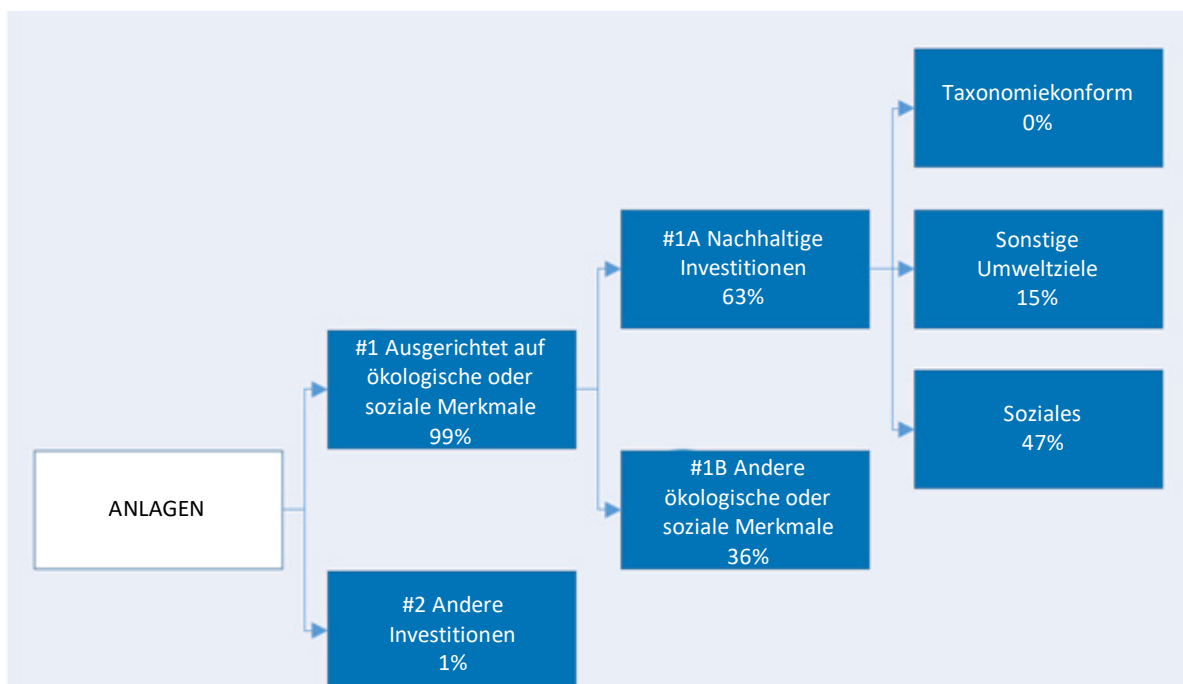 ANLAGEN
#1 Ausgerichtet auf
ökologische oder
soziale Merkmale
99%
#2 Andere
Investitionen
1%
#1A Nachhaltige
Investitionen
63%
#1B Andere
ökologische oder
soziale Merkmale
36%
Taxonomiekonform
0%
Sonstige
Umweltziele
15%
Soziales
47%